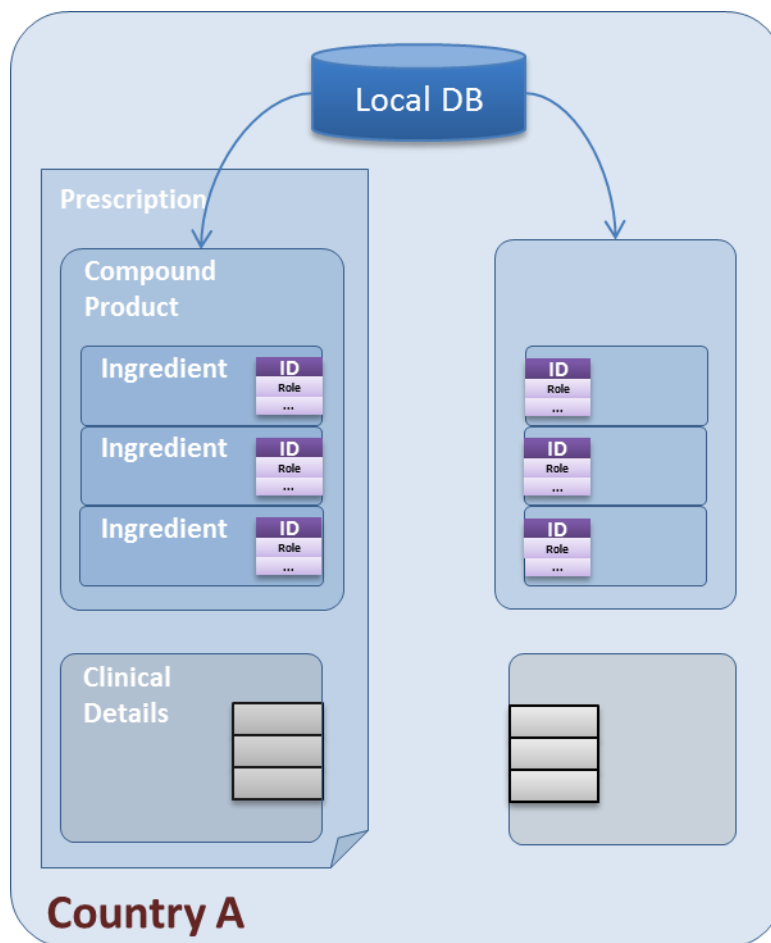 Local DB
Prescription
Compound
Product
Ingredient
ID
Role
...
Ingredient
ID
Role
...
Ingredient
ID
Role
...
ID
Role
...
ID
Role
...
ID
Role
...
Clinical
Details
Country A